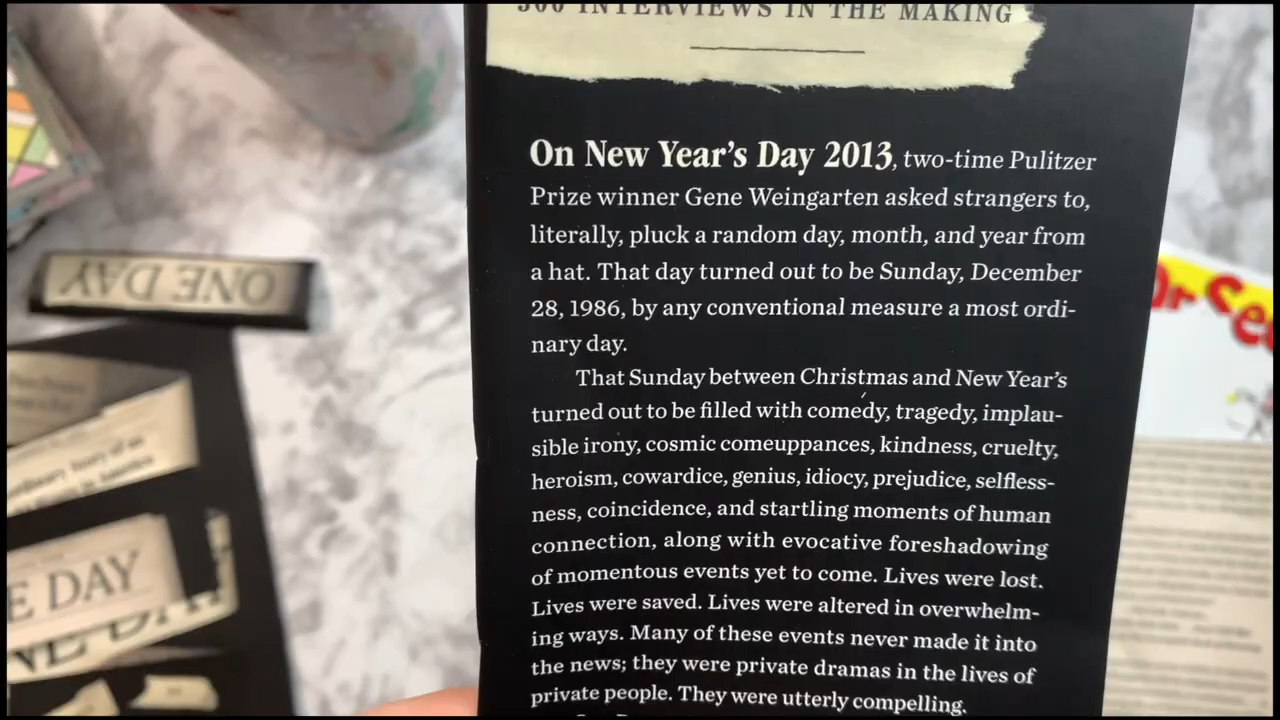 500 INTERVIEWS IN THE MAKING
On New Year's Day 2013, two-time Pulitzer
Prize winner Gene Weingarten asked strangers to,
literally, pluck a random day, month, and year from
a hat. That day turned out to be Sunday, December
28, 1986, by any conventional measure a most ordi-
nary day.
That Sunday between Christmas and New Year's
turned out to be filled with comedy, tragedy, implau-
sible irony, cosmic comeuppances, kindness, cruelty,
heroism, cowardice, genius, idiocy, prejudice, selfless-
ness, coincidence, and startling moments of human
connection, along with evocative foreshadowing
of momentous events yet to come. Lives were lost.
Lives were saved. Lives were altered in overwhelm-
ing ways. Many of these events never made it into
the news; they were private dramas in the lives of
private people. They were utterly compelling.
ONE DAY
E DAY